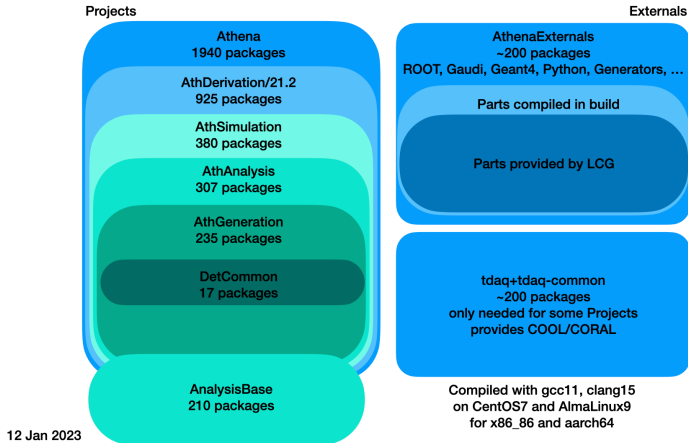 Projects
Athena
1940 packages
AthDerivation/21.2
925 packages
AthSimulation
380 packages
AthAnalysis
307 packages
AthGeneration
235 packages
DetCommon
17 packages
AnalysisBase
210 packages
12 Jan 2023
Externals
AthenaExternals
~200 packages
ROOT, Gaudi, Geant4, Python, Generators, …
Parts compiled in build
Parts provided by LCG
tdaq+tdaq-common
~200 packages
only needed for some Projects
provides COOL/CORAL
Compiled with gcc11, clang15
on CentOS7 and AlmaLinux9
for x86_86 and aarch64